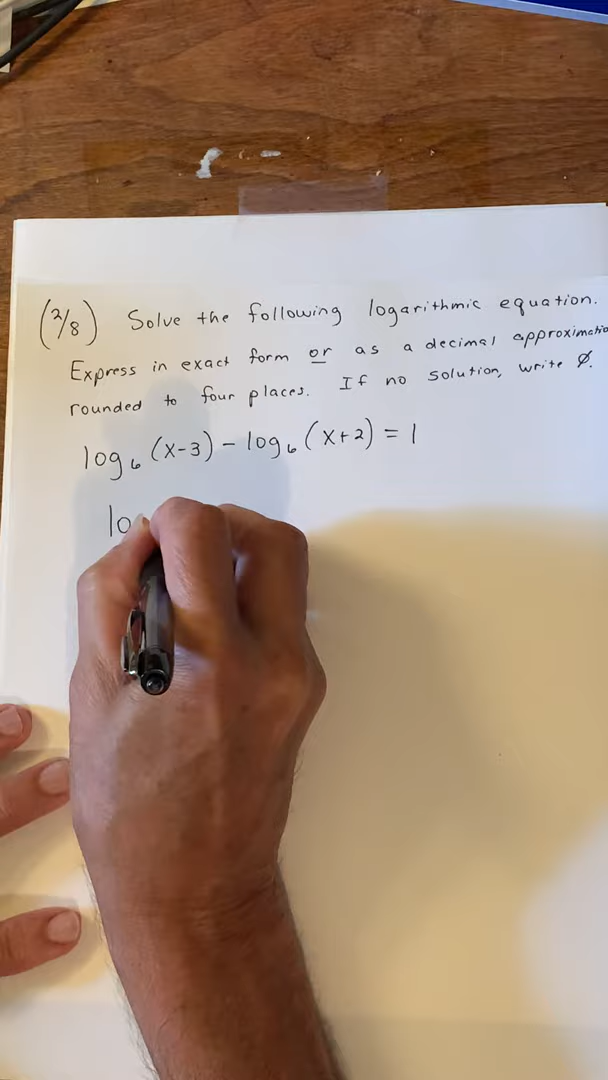 (2/8) Solve the following logarithmic equation.
Express in exact form or as a decimal approximatio
rounded to four places. If no solution, write Ø.
log₆(x-3) - log₆(x+2) = 1
lo